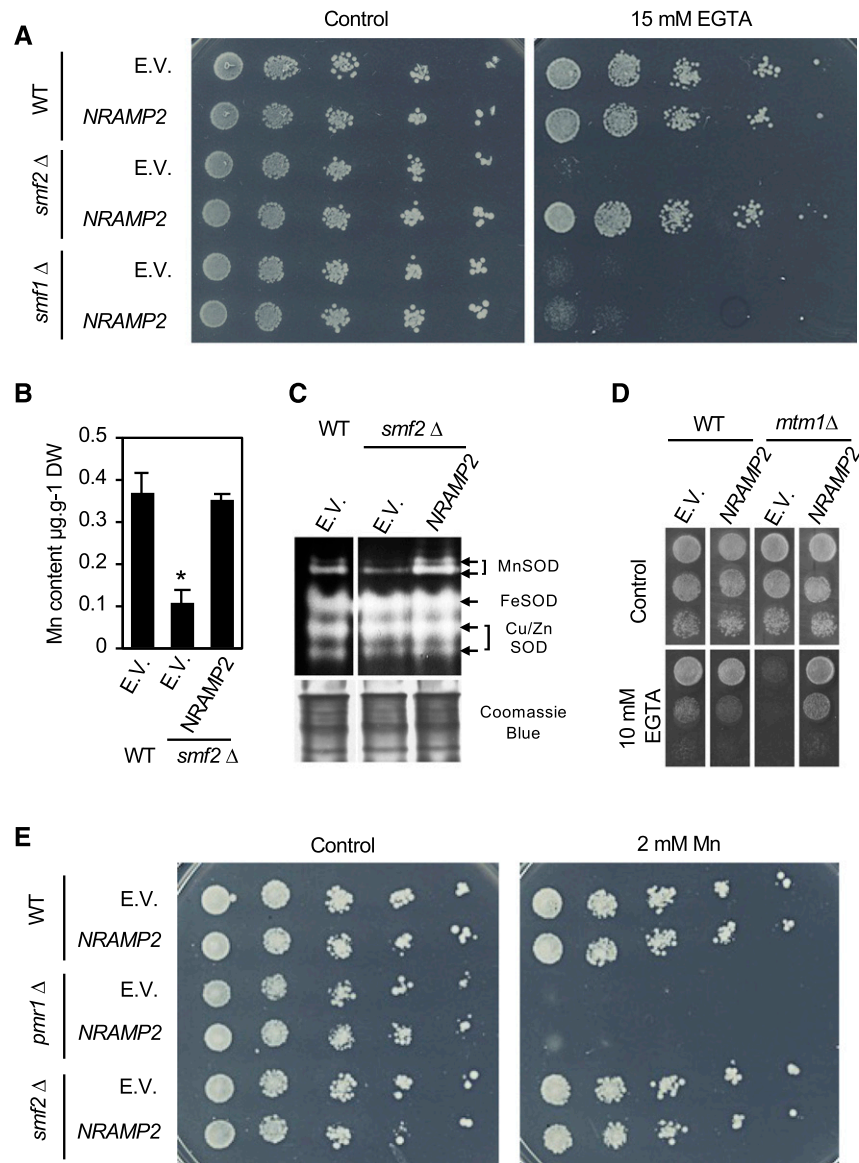 A
Control
15 mM EGTA
WT
E.V.
NRAMP2
smf2 Δ
E.V.
NRAMP2
smf1 Δ
E.V.
NRAMP2
B
Mn content µg.g-1 DW
0.5
0.4
0.3
0.2
0.1
0
*
E.V.
E.V.
NRAMP2
WT
smf2 Δ
C
WT
smf2 Δ
E.V.
E.V.
NRAMP2
MnSOD
FeSOD
Cu/Zn
SOD
Coomassie
Blue
D
WT
mtm1Δ
E.V.
NRAMP2
E.V.
NRAMP2
Control
10 mM
EGTA
E
Control
2 mM Mn
WT
E.V.
NRAMP2
pmr1 Δ
E.V.
NRAMP2
smf2 Δ
E.V.
NRAMP2